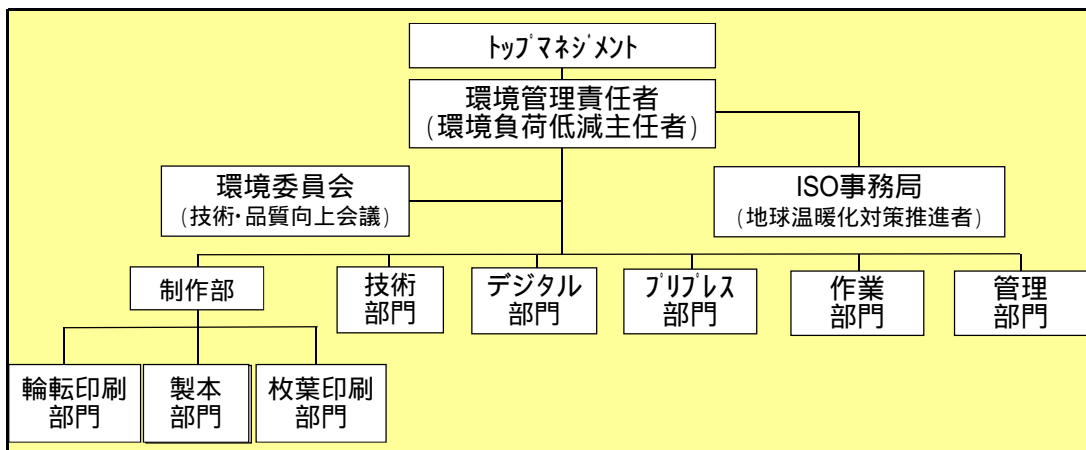 トップマネジメント
環境管理責任者
(環境負荷低減主任者)
環境委員会
(技術・品質向上会議)
ISO事務局
(地球温暖化対策推進者)
制作部
技術
部門
デジタル
部門
プリプレス
部門
作業
部門
管理
部門
輪転印刷
部門
製本
部門
枚葉印刷
部門